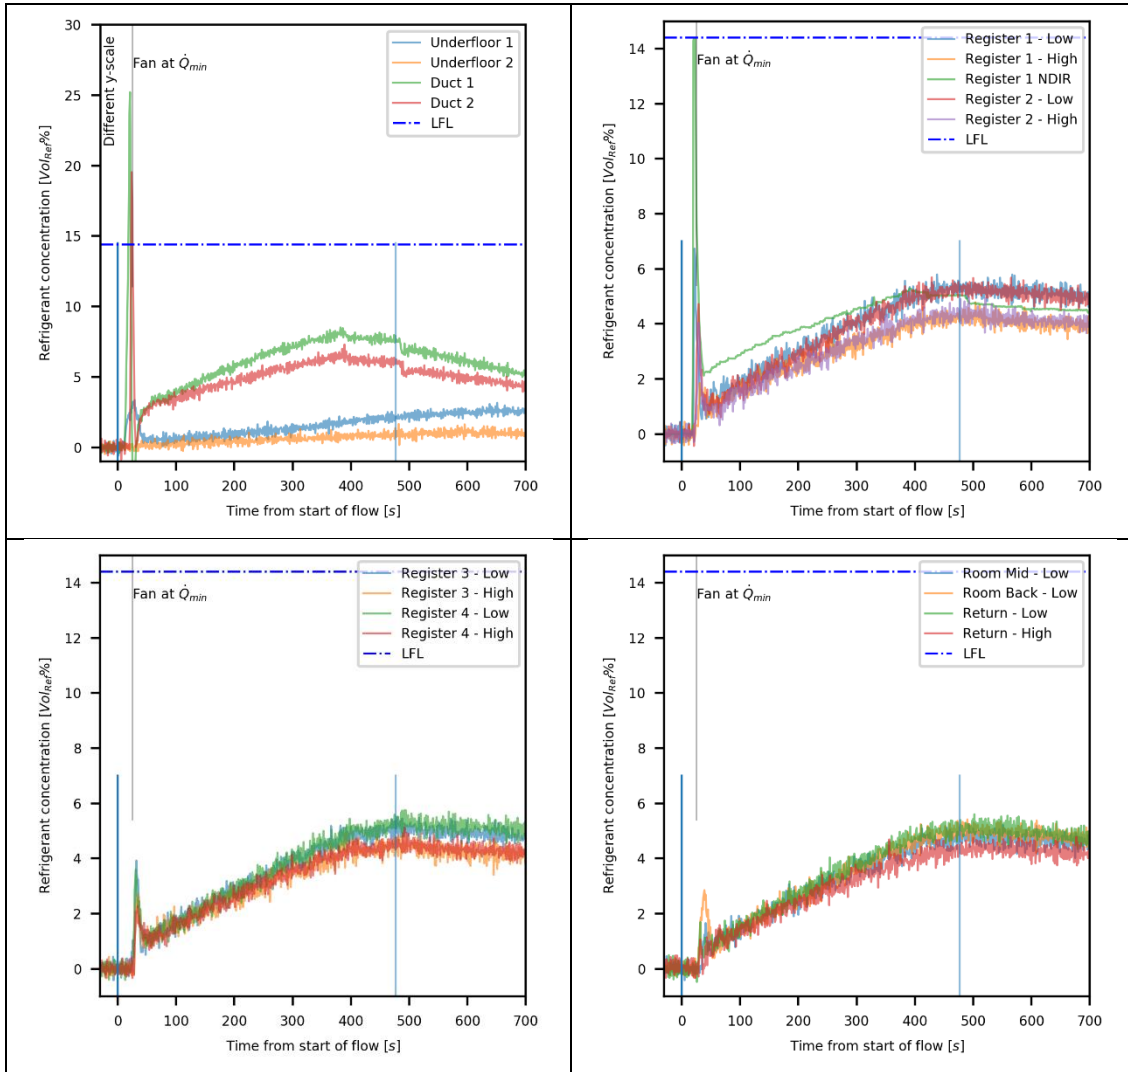 Different y-scale
Fan at Q̇min
Underfloor 1
Underfloor 2
Duct 1
Duct 2
LFL
Refrigerant concentration [VolRef%]
30
25
20
15
10
5
0
0 100 200 300 400 500 600 700
Time from start of flow [s]
Fan at Q̇min
Register 1 - Low
Register 1 - High
Register 1 NDIR
Register 2 - Low
Register 2 - High
LFL
Refrigerant concentration [VolRef%]
14
12
10
8
6
4
2
0
0 100 200 300 400 500 600 700
Time from start of flow [s]
Fan at Q̇min
Register 3 - Low
Register 3 - High
Register 4 - Low
Register 4 - High
LFL
Refrigerant concentration [VolRef%]
14
12
10
8
6
4
2
0
0 100 200 300 400 500 600 700
Time from start of flow [s]
Fan at Q̇min
Room Mid - Low
Room Back - Low
Return - Low
Return - High
LFL
Refrigerant concentration [VolRef%]
14
12
10
8
6
4
2
0
0 100 200 300 400 500 600 700
Time from start of flow [s]